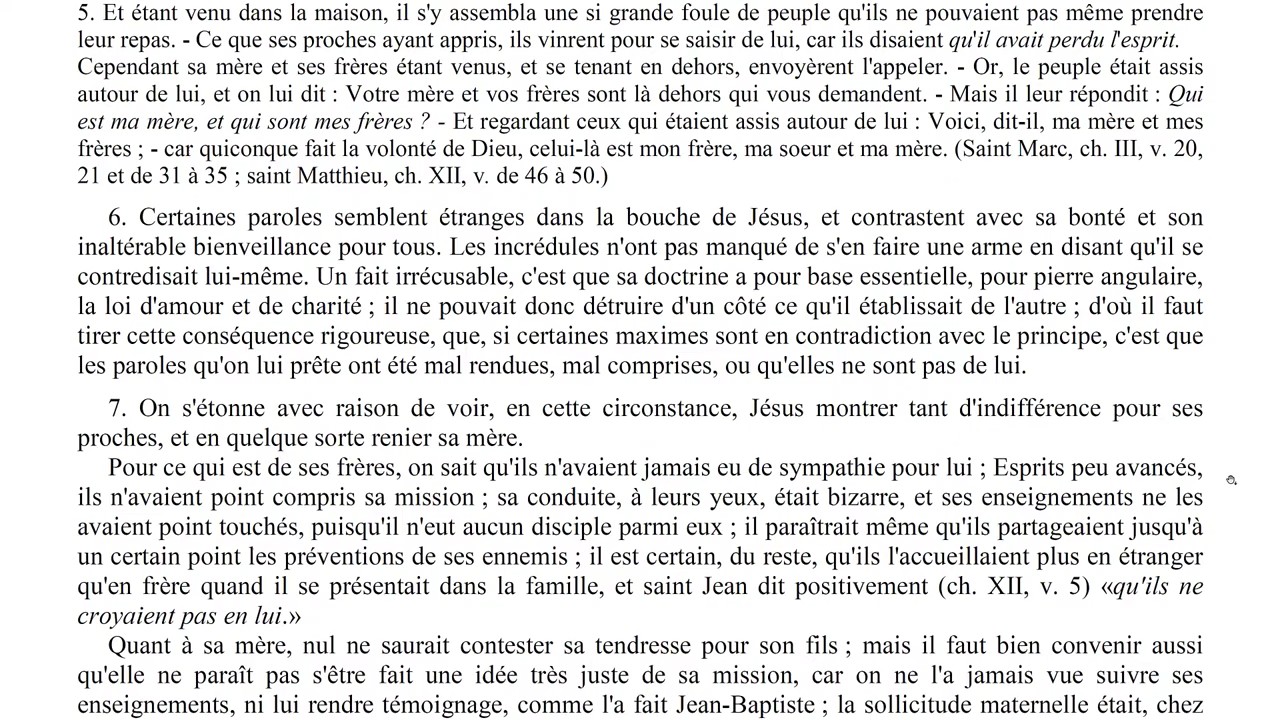 5. Et étant venu dans la maison, il s'y assembla une si grande foule de peuple qu'ils ne pouvaient pas même prendre
leur repas. - Ce que ses proches ayant appris, ils vinrent pour se saisir de lui, car ils disaient qu'il avait perdu l'esprit.
Cependant sa mère et ses frères étant venus, et se tenant en dehors, envoyèrent l'appeler. - Or, le peuple était assis
autour de lui, et on lui dit : Votre mère et vos frères sont là dehors qui vous demandent. - Mais il leur répondit : Qui
est ma mère, et qui sont mes frères ? - Et regardant ceux qui étaient assis autour de lui : Voici, dit-il, ma mère et mes
frères ; - car quiconque fait la volonté de Dieu, celui-là est mon frère, ma soeur et ma mère. (Saint Marc, ch. III, v. 20,
21 et de 31 à 35 ; saint Matthieu, ch. XII, v. de 46 à 50.)
6. Certaines paroles semblent étranges dans la bouche de Jésus, et contrastent avec sa bonté et son
inaltérable bienveillance pour tous. Les incrédules n'ont pas manqué de s'en faire une arme en disant qu'il se
contredisait lui-même. Un fait irrécusable, c'est que sa doctrine a pour base essentielle, pour pierre angulaire,
la loi d'amour et de charité ; il ne pouvait donc détruire d'un côté ce qu'il établissait de l'autre ; d'où il faut
tirer cette conséquence rigoureuse, que, si certaines maximes sont en contradiction avec le principe, c'est que
les paroles qu'on lui prête ont été mal rendues, mal comprises, ou qu'elles ne sont pas de lui.
7. On s'étonne avec raison de voir, en cette circonstance, Jésus montrer tant d'indifférence pour ses
proches, et en quelque sorte renier sa mère.
Pour ce qui est de ses frères, on sait qu'ils n'avaient jamais eu de sympathie pour lui ; Esprits peu avancés,
ils n'avaient point compris sa mission ; sa conduite, à leurs yeux, était bizarre, et ses enseignements ne les
avaient point touchés, puisqu'il n'eut aucun disciple parmi eux ; il paraîtrait même qu'ils partageaient jusqu'à
un certain point les préventions de ses ennemis ; il est certain, du reste, qu'ils l'accueillaient plus en étranger
qu'en frère quand il se présentait dans la famille, et saint Jean dit positivement (ch. XII, v. 5) «qu'ils ne
croyaient pas en lui.»
Quant à sa mère, nul ne saurait contester sa tendresse pour son fils ; mais il faut bien convenir aussi
qu'elle ne paraît pas s'être fait une idée très juste de sa mission, car on ne l'a jamais vue suivre ses
enseignements, ni lui rendre témoignage, comme l'a fait Jean-Baptiste ; la sollicitude maternelle était, chez